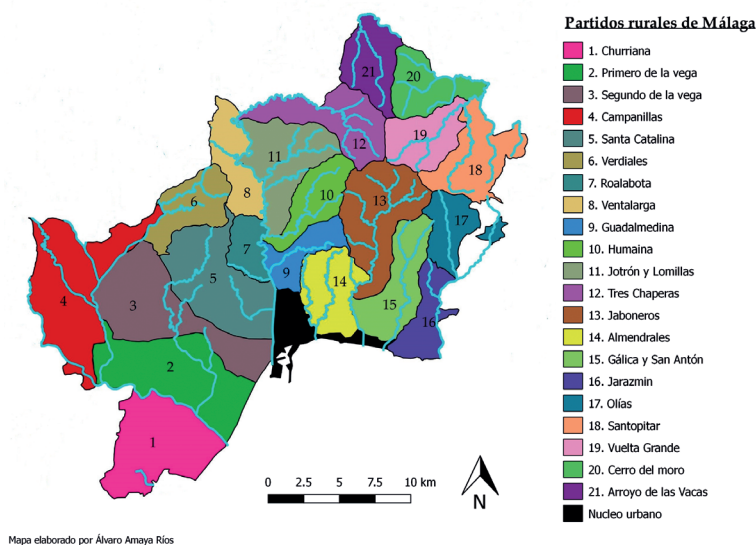 Partidos rurales de Málaga
1. Churriana
2. Primero de la vega
3. Segundo de la vega
4. Campanillas
5. Santa Catalina
6. Verdiales
7. Roalabota
8. Ventalarga
9. Guadalmedina
10. Humaina
11. Jotrón y Lomillas
12. Tres Chaperas
13. Jaboneros
14. Almendrales
15. Gálica y San Antón
16. Jarazmin
17. Olías
18. Santopitar
19. Vuelta Grande
20. Cerro del moro
21. Arroyo de las Vacas
Nucleo urbano
21
20
19
12
11
18
13
10
6
8
17
7
9
14
5
4
3
15
16
2
1
0 2.5 5 7.5 10 km
N
Mapa elaborado por Álvaro Amaya Ríos